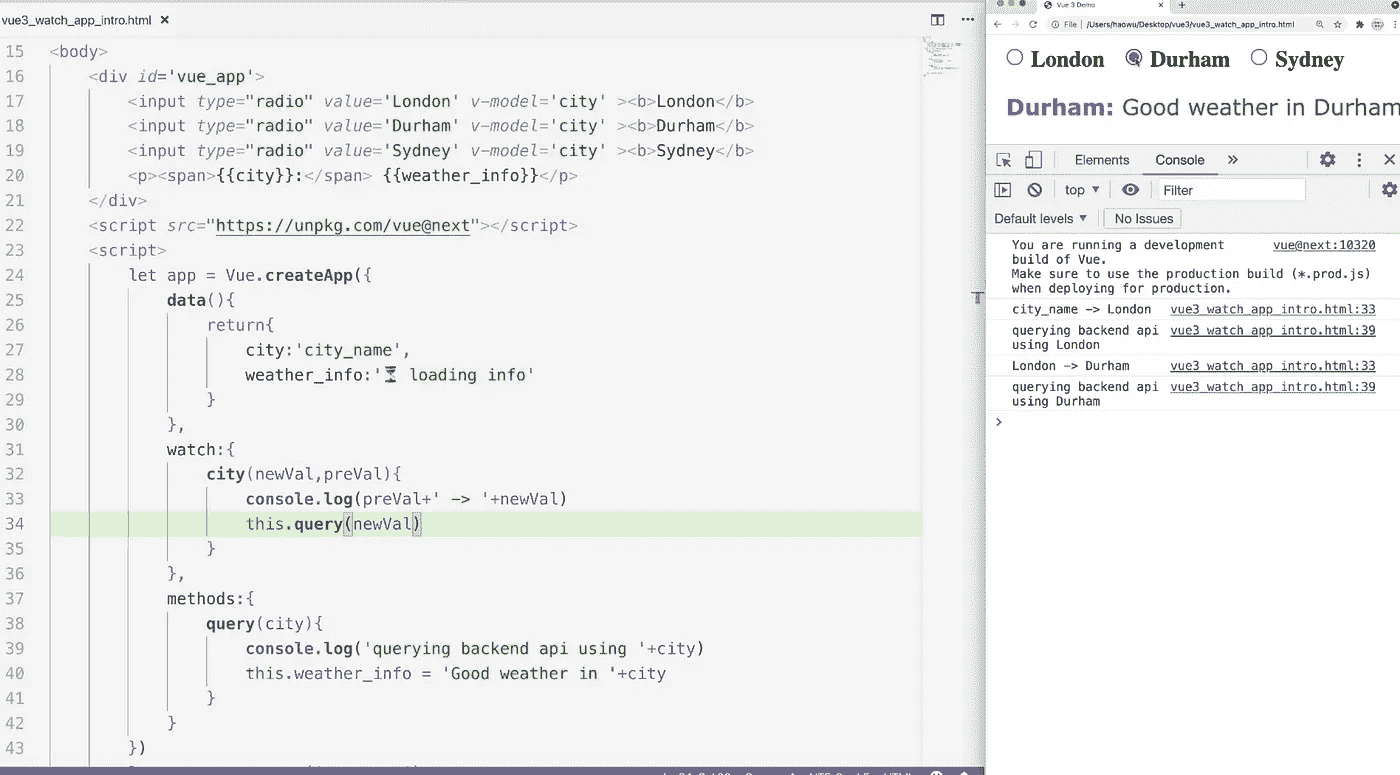 vue3_watch_app_intro.html ×
15 <body>
16 <div id='vue_app'>
17 <input type="radio" value='London' v-model='city' ><b>London</b>
18 <input type="radio" value='Durham' v-model='city' ><b>Durham</b>
19 <input type="radio" value='Sydney' v-model='city' ><b>Sydney</b>
20 <p><span>{{city}}:</span> {{weather_info}}</p>
21 </div>
22 <script src="https://unpkg.com/vue@next"></script>
23 <script>
24 let app = Vue.createApp({
25 data(){
26 return{
27 city:'city_name',
28 weather_info:'⏳ loading info'
29 }
30 },
31 watch:{
32 city(newVal,preVal){
33 console.log(preVal+' -> '+newVal)
34 this.query(newVal)
35 }
36 },
37 methods:{
38 query(city){
39 console.log('querying backend api using '+city)
40 this.weather_info = 'Good weather in '+city
41 }
42 }
43 })
Vue 3 Demo
File | /Users/haowu/Desktop/vue3/vue3_watch_app_intro.html
London Durham Sydney
Durham: Good weather in Durham
Elements Console »
top ▼ Filter
Default levels ▼ No Issues
You are running a development vue@next:10320
build of Vue.
Make sure to use the production build (*.prod.js)
when deploying for production.
city_name -> London vue3_watch_app_intro.html:33
querying backend api vue3_watch_app_intro.html:39
using London
London -> Durham vue3_watch_app_intro.html:33
querying backend api vue3_watch_app_intro.html:39
using Durham
>